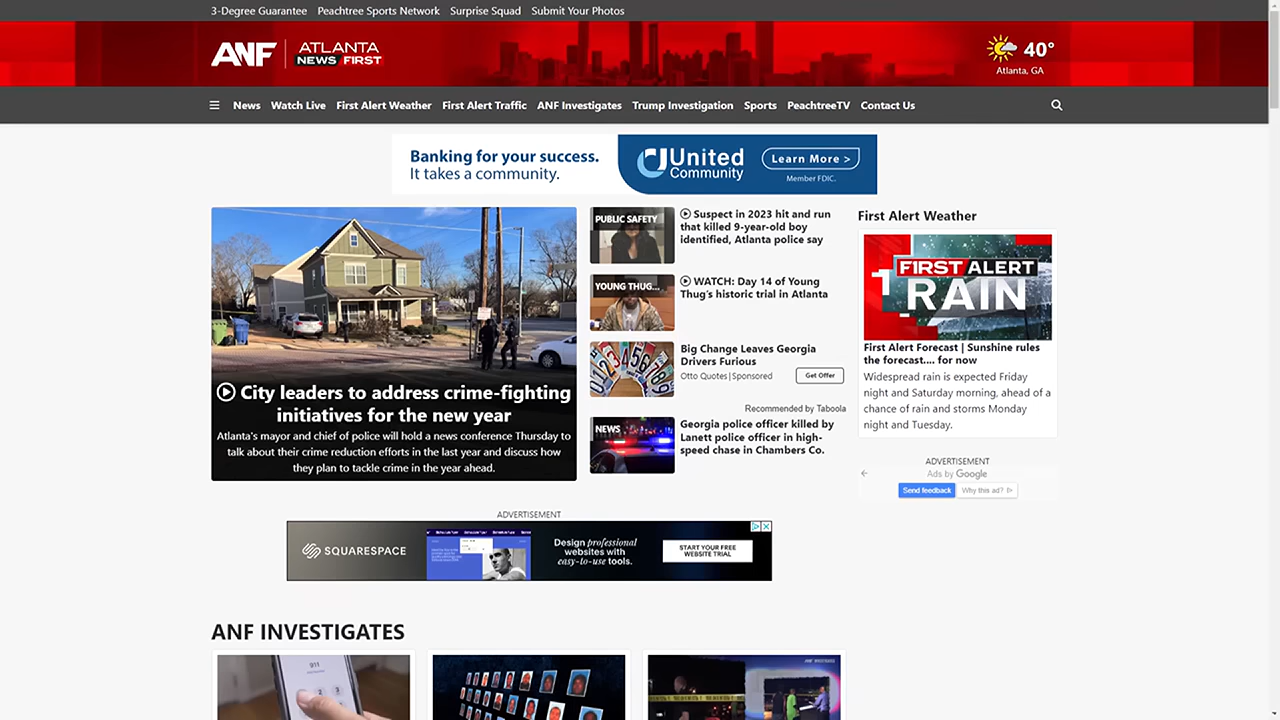 3-Degree Guarantee Peachtree Sports Network Surprise Squad Submit Your Photos
ANF ATLANTA
NEWS FIRST
40°
Atlanta, GA
News Watch Live First Alert Weather First Alert Traffic ANF Investigates Trump Investigation Sports PeachtreeTV Contact Us
Banking for your success.
It takes a community.
United
Community
Learn More >
Member FDIC.
City leaders to address crime-fighting
initiatives for the new year
Atlanta's mayor and chief of police will hold a news conference Thursday to
talk about their crime reduction efforts in the last year and discuss how
they plan to tackle crime in the year ahead.
PUBLIC SAFETY
Suspect in 2023 hit and run
that killed 9-year-old boy
identified, Atlanta police say
YOUNG THUG...
WATCH: Day 14 of Young
Thug's historic trial in Atlanta
Big Change Leaves Georgia
Drivers Furious
Otto Quotes | Sponsored
Get Offer
Recommended by Taboola
NEWS
Georgia police officer killed by
Lanett police officer in high-
speed chase in Chambers Co.
First Alert Weather
FIRST ALERT
RAIN
First Alert Forecast | Sunshine rules
the forecast.... for now
Widespread rain is expected Friday
night and Saturday morning, ahead of a
chance of rain and storms Monday
night and Tuesday.
ADVERTISEMENT
Ads by Google
Send feedback Why this ad?
ADVERTISEMENT
SQUARESPACE
Design professional
websites with
easy-to-use tools.
START YOUR FREE
WEBSITE TRIAL
ANF INVESTIGATES
911